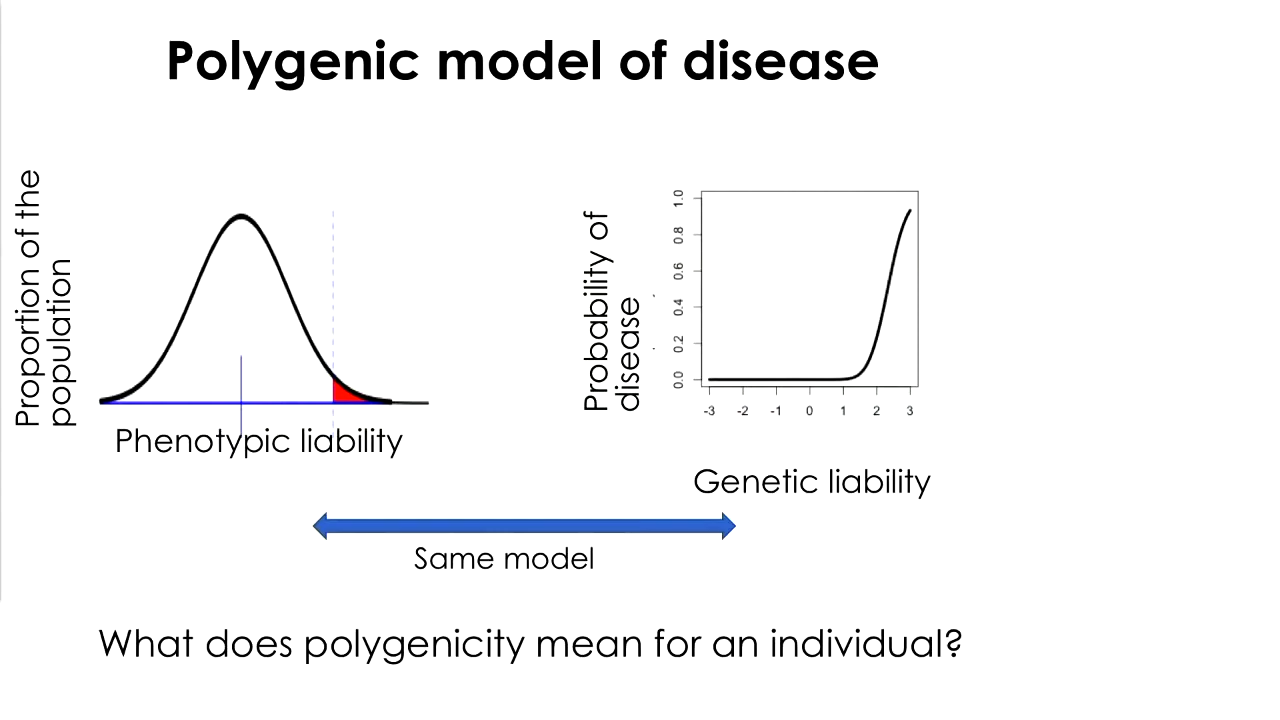 Polygenic model of disease
Proportion of the
population
Phenotypic liability
Probability of
disease
1.0
0.8
0.6
0.4
0.2
0.0
-3 -2 -1 0 1 2 3
Genetic liability
Same model
What does polygenicity mean for an individual?